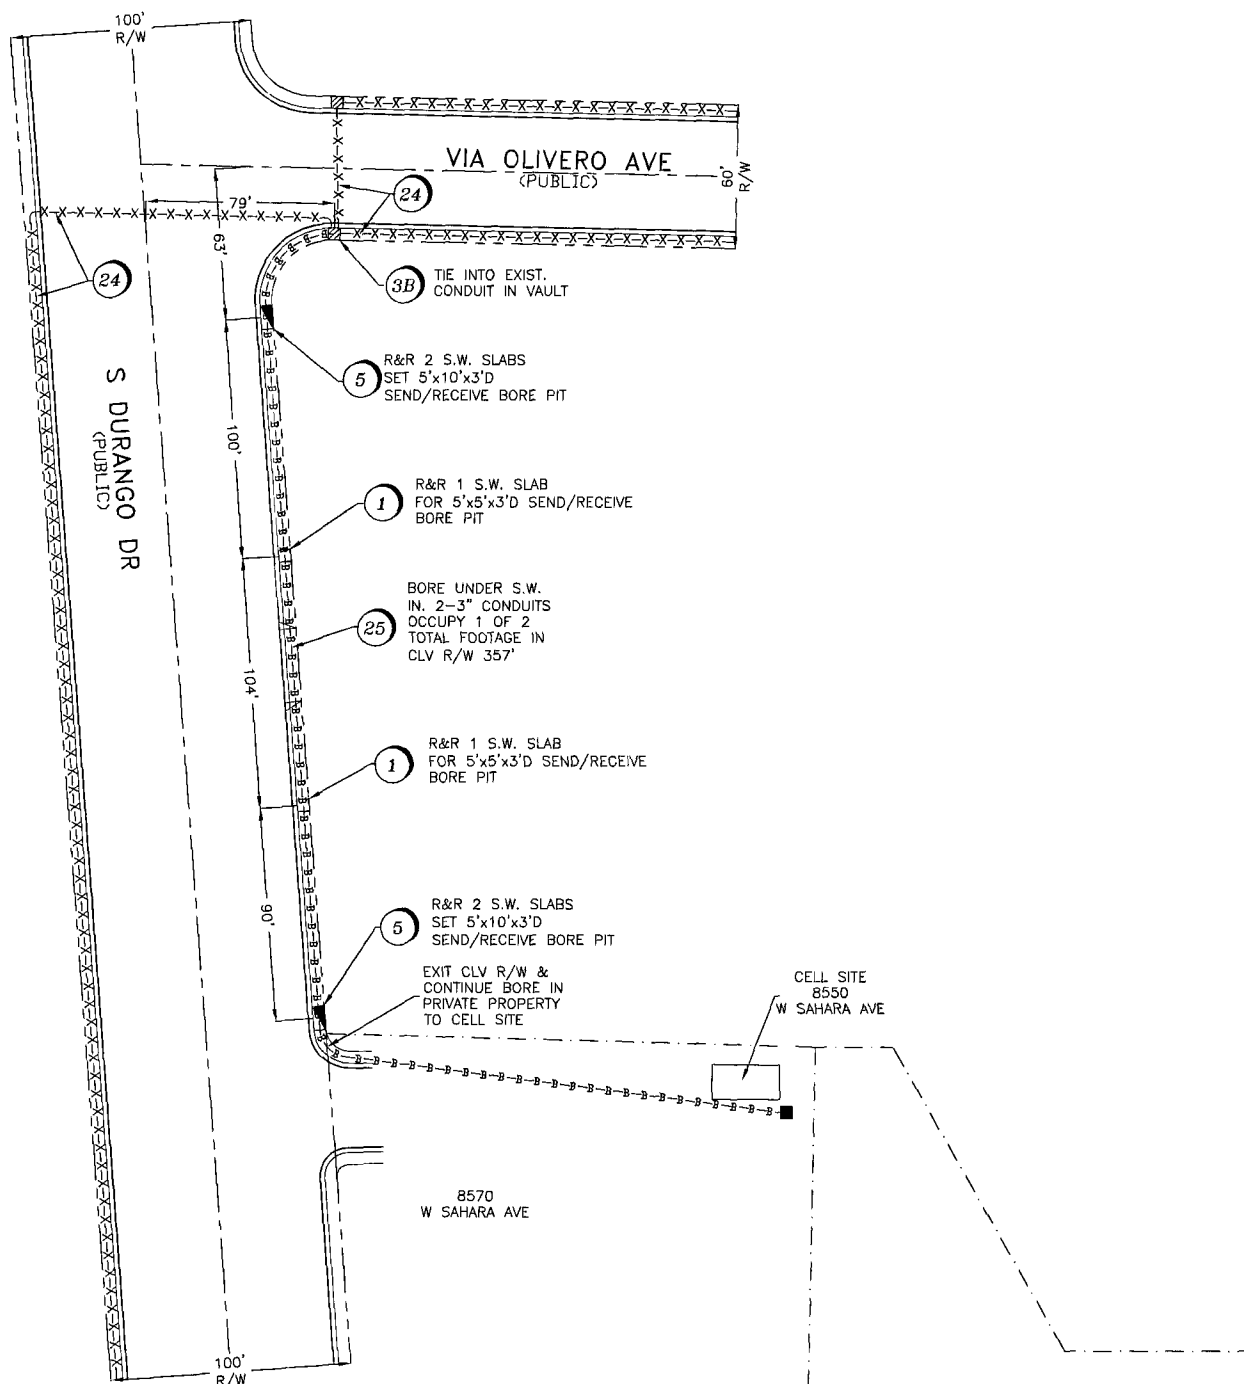 100'
R/W
VIA OLIVERO AVE
(PUBLIC)
60'
R/W
24
79'
63'
24
3B
TIE INTO EXIST.
CONDUIT IN VAULT
S DURANGO DR
(PUBLIC)
5
R&R 2 S.W. SLABS
SET 5'x10'x3'D
SEND/RECEIVE BORE PIT
100'
1
R&R 1 S.W. SLAB
FOR 5'x5'x3'D SEND/RECEIVE
BORE PIT
25
BORE UNDER S.W.
IN. 2-3" CONDUITS
OCCUPY 1 OF 2
TOTAL FOOTAGE IN
CLV R/W 357'
104'
1
R&R 1 S.W. SLAB
FOR 5'x5'x3'D SEND/RECEIVE
BORE PIT
90'
5
R&R 2 S.W. SLABS
SET 5'x10'x3'D
SEND/RECEIVE BORE PIT
EXIT CLV R/W &
CONTINUE BORE IN
PRIVATE PROPERTY
TO CELL SITE
CELL SITE
8550
W SAHARA AVE
8570
W SAHARA AVE
100'
R/W